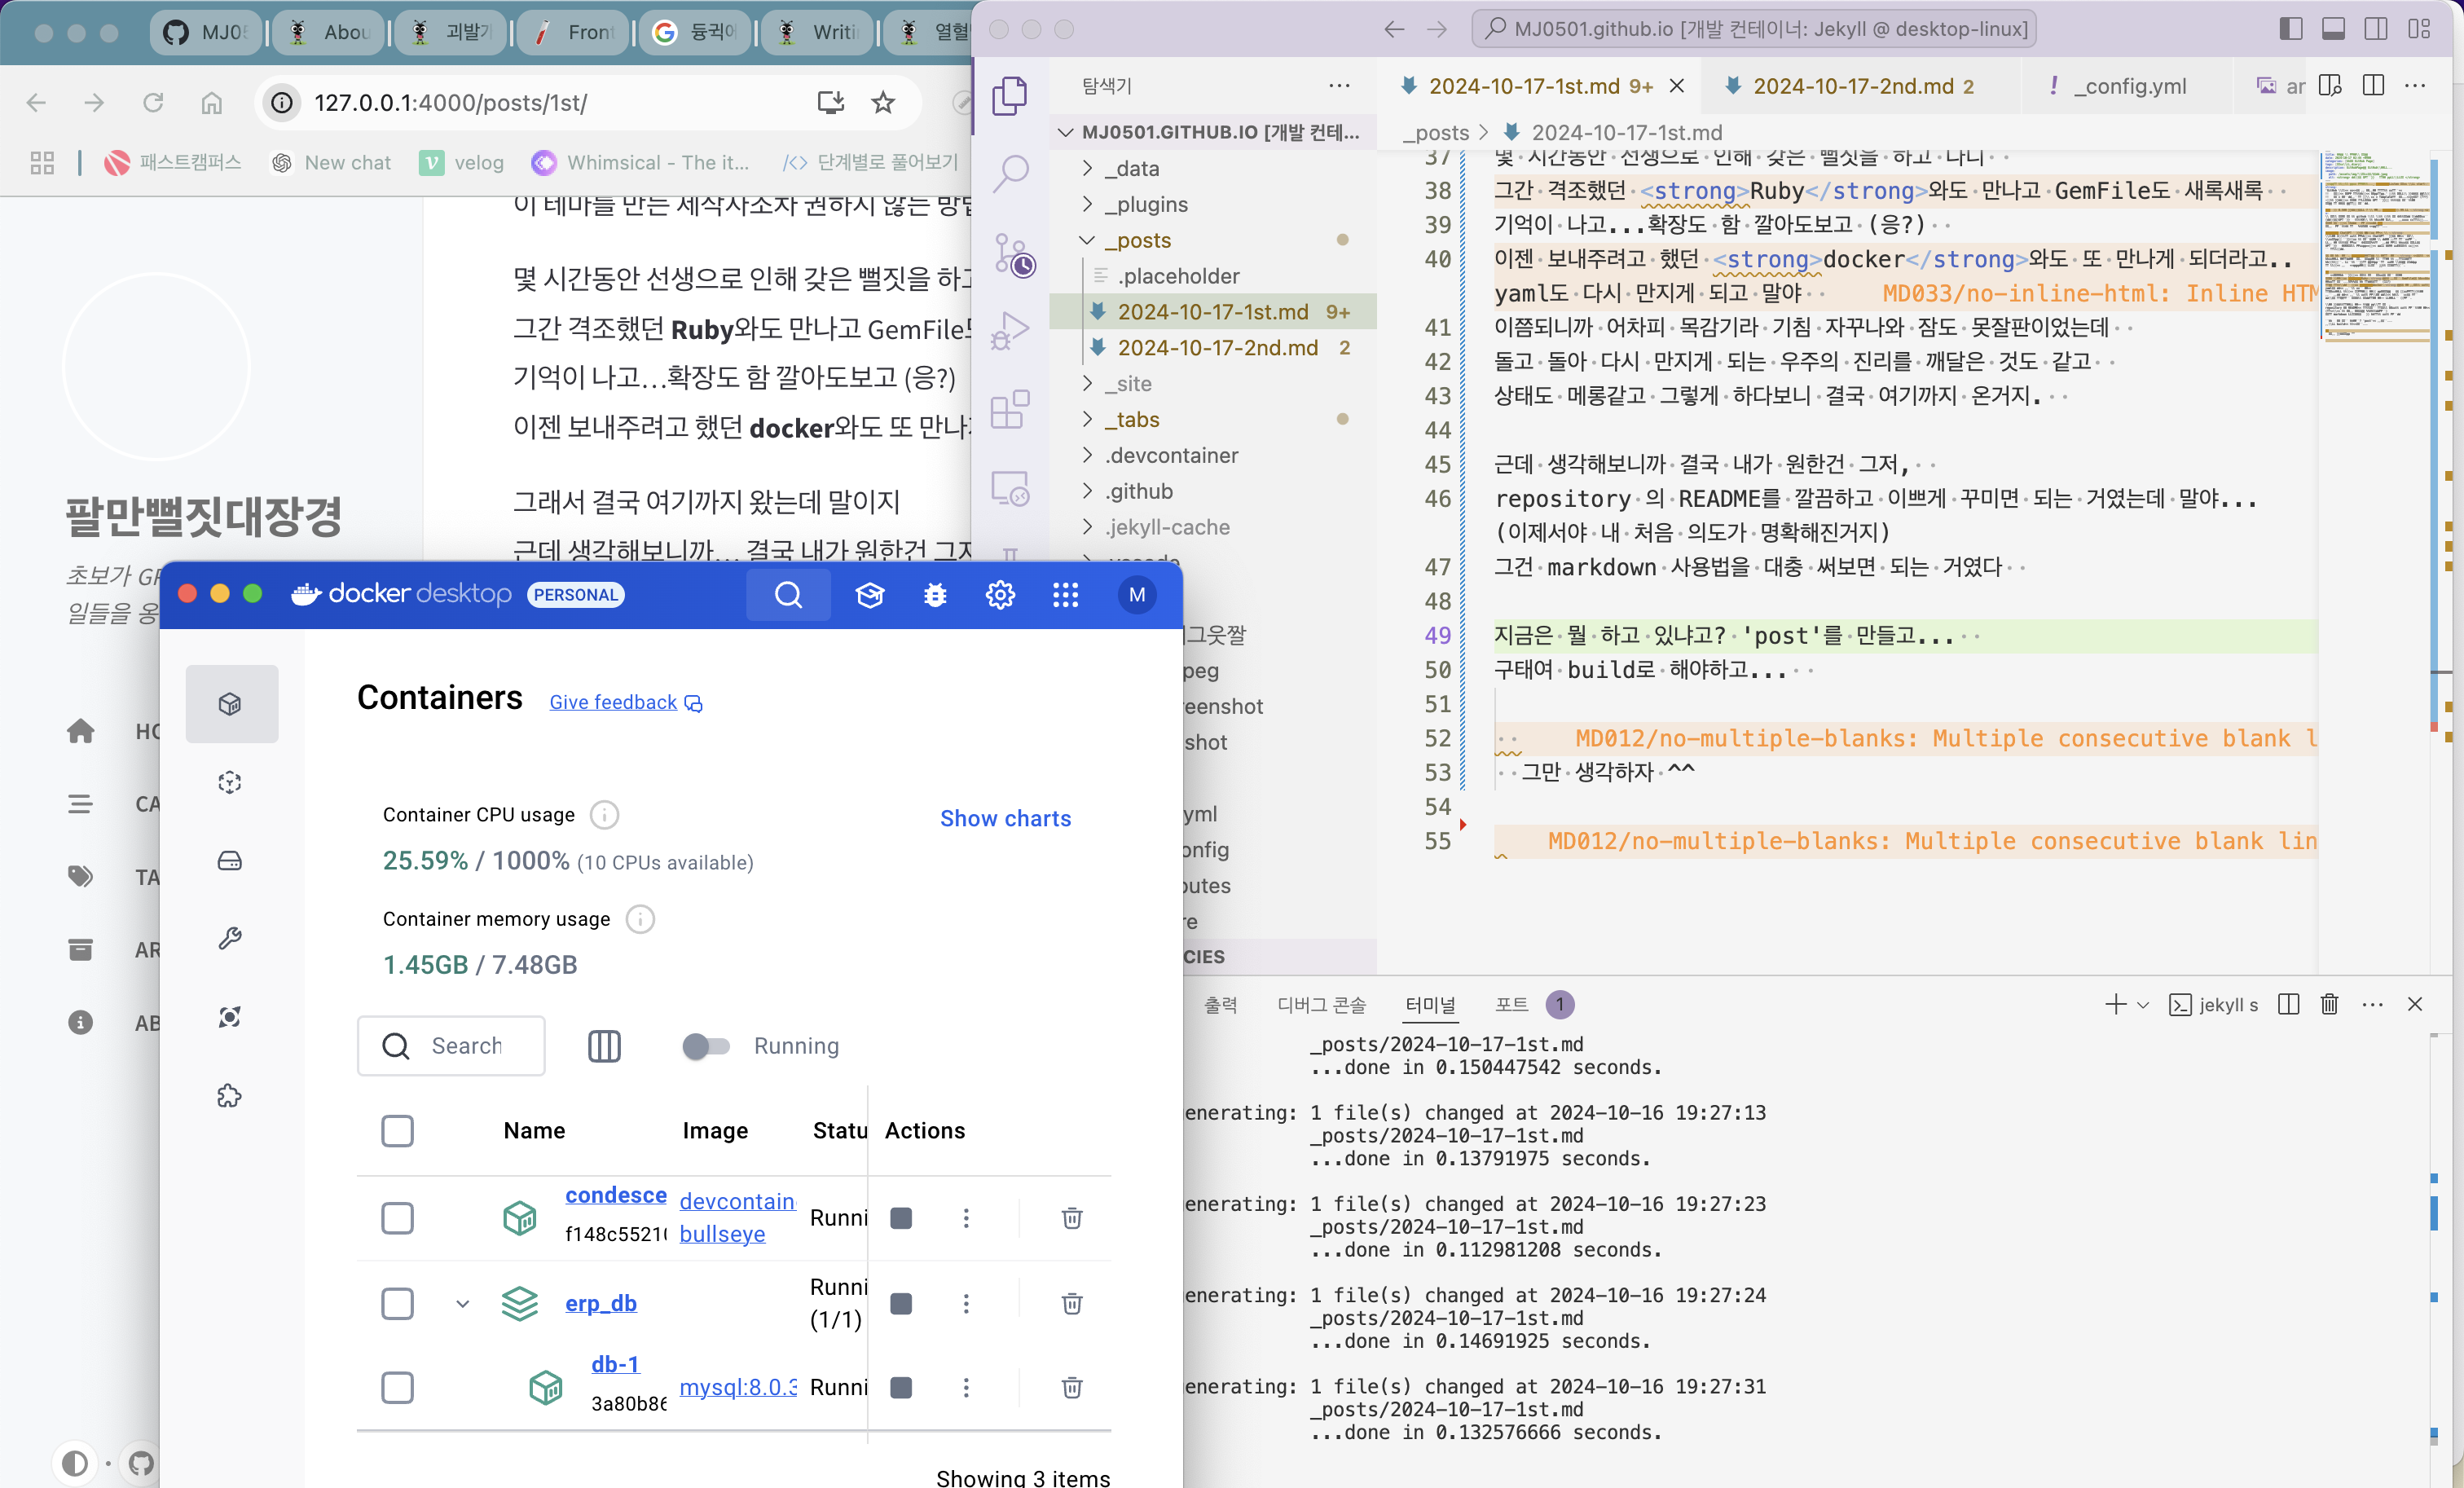 Abou
괴발
Fron
Writi
MJ0501.github.io [개발 컨테이너: Jekyll @ desktop-linux]
127.0.0.1:4000/posts/1st/
패스트캠퍼스
New chat
velog
Whimsical - The it...
단계별로 풀어보기
이 테마를 만든 제작사조차 권하지 않는 방법
몇 시간동안 선생으로 인해 갖은 뻘짓을 하고
그간 격조했던 Ruby와도 만나고 GemFile도
기억이 나고…확장도 함 깔아도보고 (응?)
이젠 보내주려고 했던 docker와도 또 만나
그래서 결국 여기까지 왔는데 말이지
근데 생각해보니까… 결국 내가 원한건 그저
팔만뻘짓대장경
초보가
일들을
HO
CA
TA
AR
AB
탐색기
MJ0501.GITHUB.IO [개발 컨테...
_data
_plugins
_posts
.placeholder
2024-10-17-1st.md 9+
2024-10-17-2nd.md 2
_site
_tabs
.devcontainer
.github
.jekyll-cache
그웃짤
peg
eenshot
shot
yml
onfig
outes
re
CIES
2024-10-17-1st.md 9+
2024-10-17-2nd.md 2
_config.yml
_posts > 2024-10-17-1st.md
37 몇 시간동안 선생으로 인해 갖은 뻘짓을 하고 나니
38 그간 격조했던 <strong>Ruby</strong>와도 만나고 GemFile도 새록새록
39 기억이 나고...확장도 함 깔아도보고 (응?)
40 이젠 보내주려고 했던 <strong>docker</strong>와도 또 만나게 되더라고..
yaml도 다시 만지게 되고 말야 MD033/no-inline-html: Inline HTM
41 이쯤되니까 어차피 목감기라 기침 자꾸나와 잠도 못잘판이었는데
42 돌고 돌아 다시 만지게 되는 우주의 진리를 깨달은 것도 같고
43 상태도 메롱같고 그렇게 하다보니 결국 여기까지 온거지.
44
45 근데 생각해보니까 결국 내가 원한건 그저,
46 repository 의 README를 깔끔하고 이쁘게 꾸미면 되는 거였는데 말야...
(이제서야 내 처음 의도가 명확해진거지)
47 그건 markdown 사용법을 대충 써보면 되는 거였다
48
49 지금은 뭘 하고 있냐고? 'post'를 만들고...
50 구태여 build로 해야하고...
51
52 MD012/no-multiple-blanks: Multiple consecutive blank l
53 그만 생각하자 ^^
54
55 MD012/no-multiple-blanks: Multiple consecutive blank lin
docker desktop PERSONAL
M
Containers
Give feedback
Container CPU usage
Show charts
25.59% / 1000% (10 CPUs available)
Container memory usage
1.45GB / 7.48GB
Search
Running
Name Image Statu Actions
condesce devcontain Runni
f148c5521 bullseye
erp_db Runni
(1/1)
db-1 mysql:8.0.3 Runni
3a80b86
Showing 3 items
출력 디버그 콘솔 터미널 포트 1
jekyll s
_posts/2024-10-17-1st.md
...done in 0.150447542 seconds.
enerating: 1 file(s) changed at 2024-10-16 19:27:13
_posts/2024-10-17-1st.md
...done in 0.13791975 seconds.
enerating: 1 file(s) changed at 2024-10-16 19:27:23
_posts/2024-10-17-1st.md
...done in 0.112981208 seconds.
enerating: 1 file(s) changed at 2024-10-16 19:27:24
_posts/2024-10-17-1st.md
...done in 0.14691925 seconds.
enerating: 1 file(s) changed at 2024-10-16 19:27:31
_posts/2024-10-17-1st.md
...done in 0.132576666 seconds.